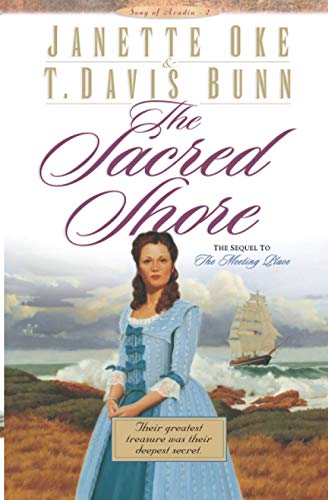 Song of Acadia - 2
JANETTE OKE
&
T. DAVIS BUNN
The
Sacred
Shore
THE SEQUEL TO
The Meeting Place
Their greatest
treasure was their
deepest secret.